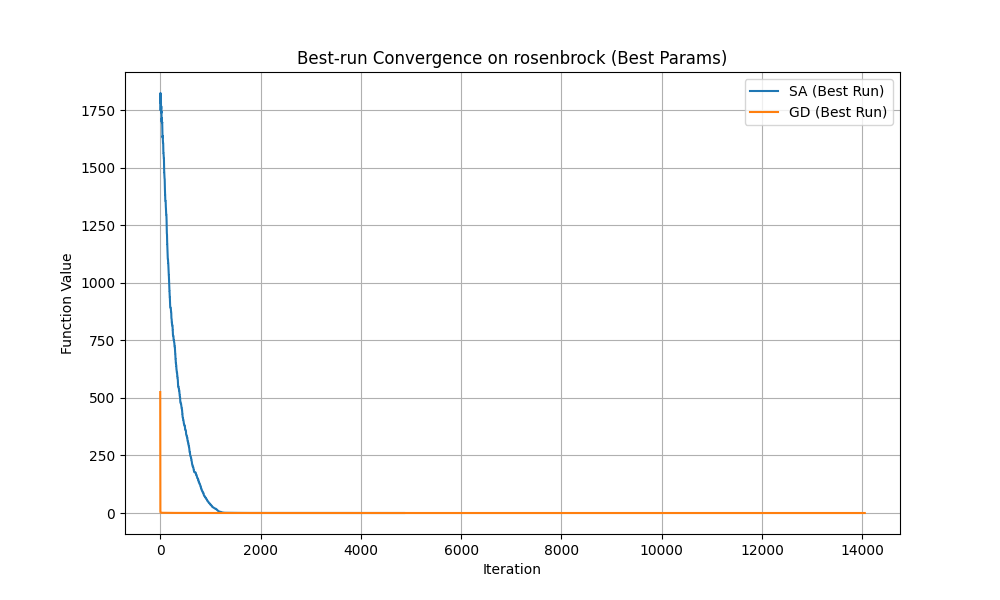 Best-run Convergence on rosenbrock (Best Params)
SA (Best Run)
GD (Best Run)
1750
1500
1250
1000
750
500
250
0
Function Value
0 2000 4000 6000 8000 10000 12000 14000
Iteration